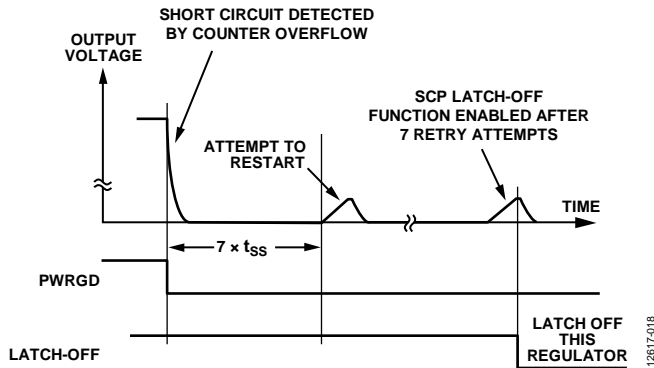 SHORT CIRCUIT DETECTED
BY COUNTER OVERFLOW
OUTPUT
VOLTAGE
SCP LATCH-OFF
FUNCTION ENABLED AFTER
7 RETRY ATTEMPTS
ATTEMPT TO
RESTART
TIME
7 × tSS
PWRGD
LATCH-OFF
LATCH OFF
THIS
REGULATOR
12617-018